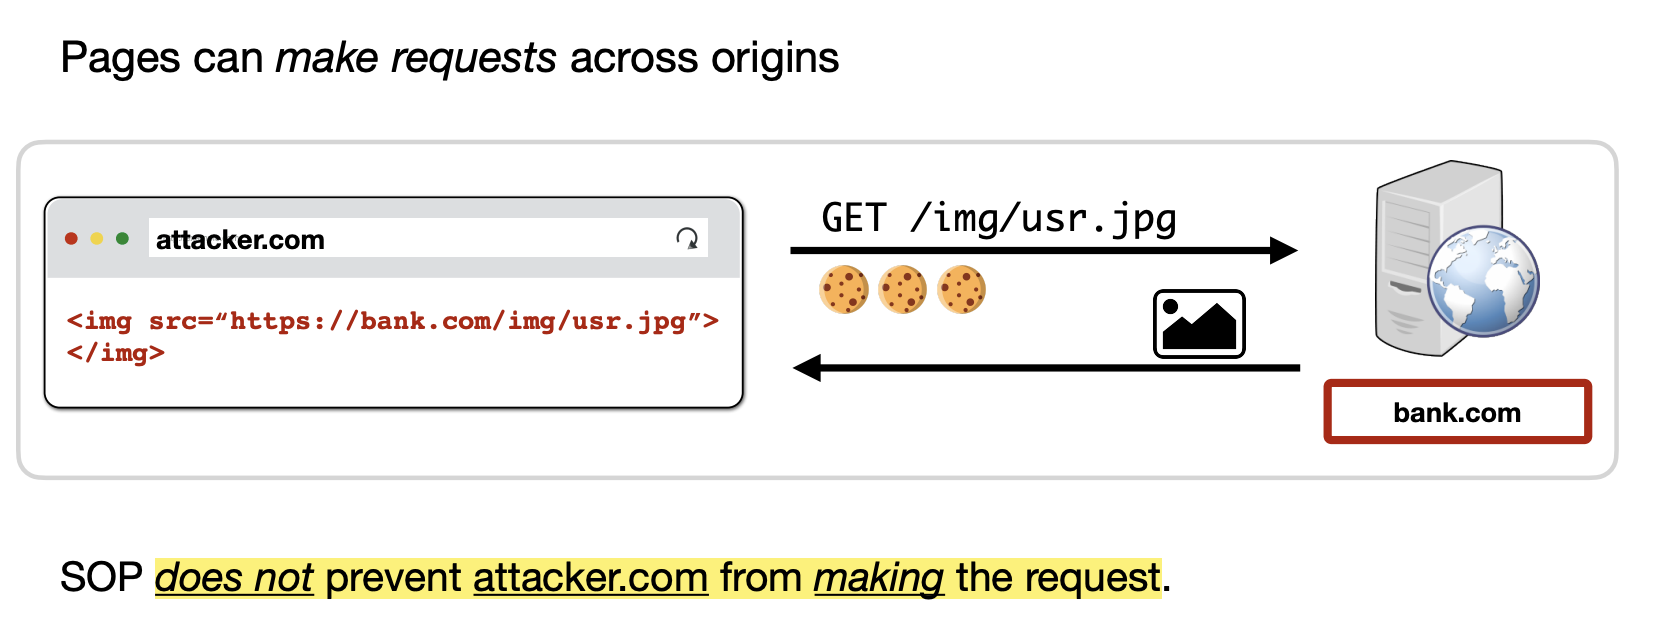 Pages can make requests across origins
attacker.com
<img src=“https://bank.com/img/usr.jpg”>
</img>
GET /img/usr.jpg
bank.com
SOP does not prevent attacker.com from making the request.